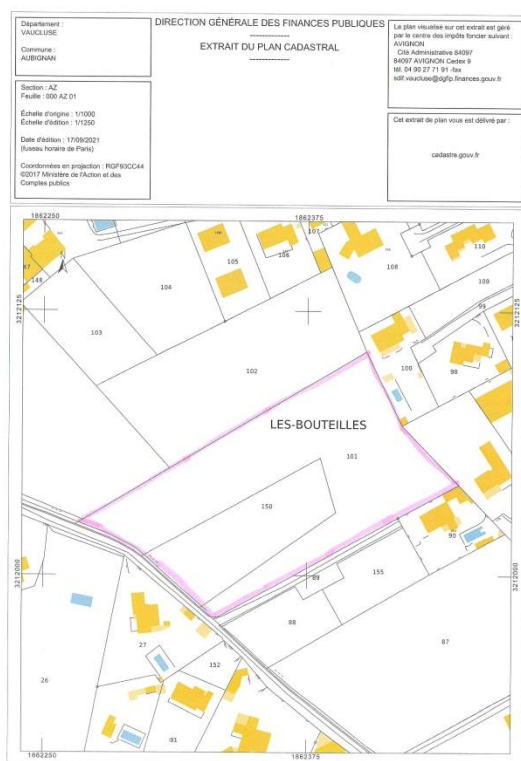 Département :
VAUCLUSE
Commune :
AUBIGNAN
Section : AZ
Feuille : 000 AZ 01
Échelle d'origine : 1/1000
Échelle d'édition : 1/1250
Date d'édition : 17/09/2021
(fuseau horaire de Paris)
Coordonnées en projection : RGF93CC44
©2017 Ministère de l'Action et des
Comptes publics
DIRECTION GÉNÉRALE DES FINANCES PUBLIQUES
-------------
EXTRAIT DU PLAN CADASTRAL
-------------
Le plan visualisé sur cet extrait est géré
par le centre des impôts foncier suivant :
AVIGNON
Cité Administrative 84097
84097 AVIGNON Cedex 9
tél. 04 90 27 71 91 -fax
sdif.vaucluse@dgfip.finances.gouv.fr
Cet extrait de plan vous est délivré par :
cadastre.gouv.fr
1862250
1862375
107
110
106
105
108
148
104
109
3212125
3212125
99
103
102
100
98
LES-BOUTEILLES
101
150
90
3212000
3212000
89
155
88
27
87
152
26
91
1862250
1862375